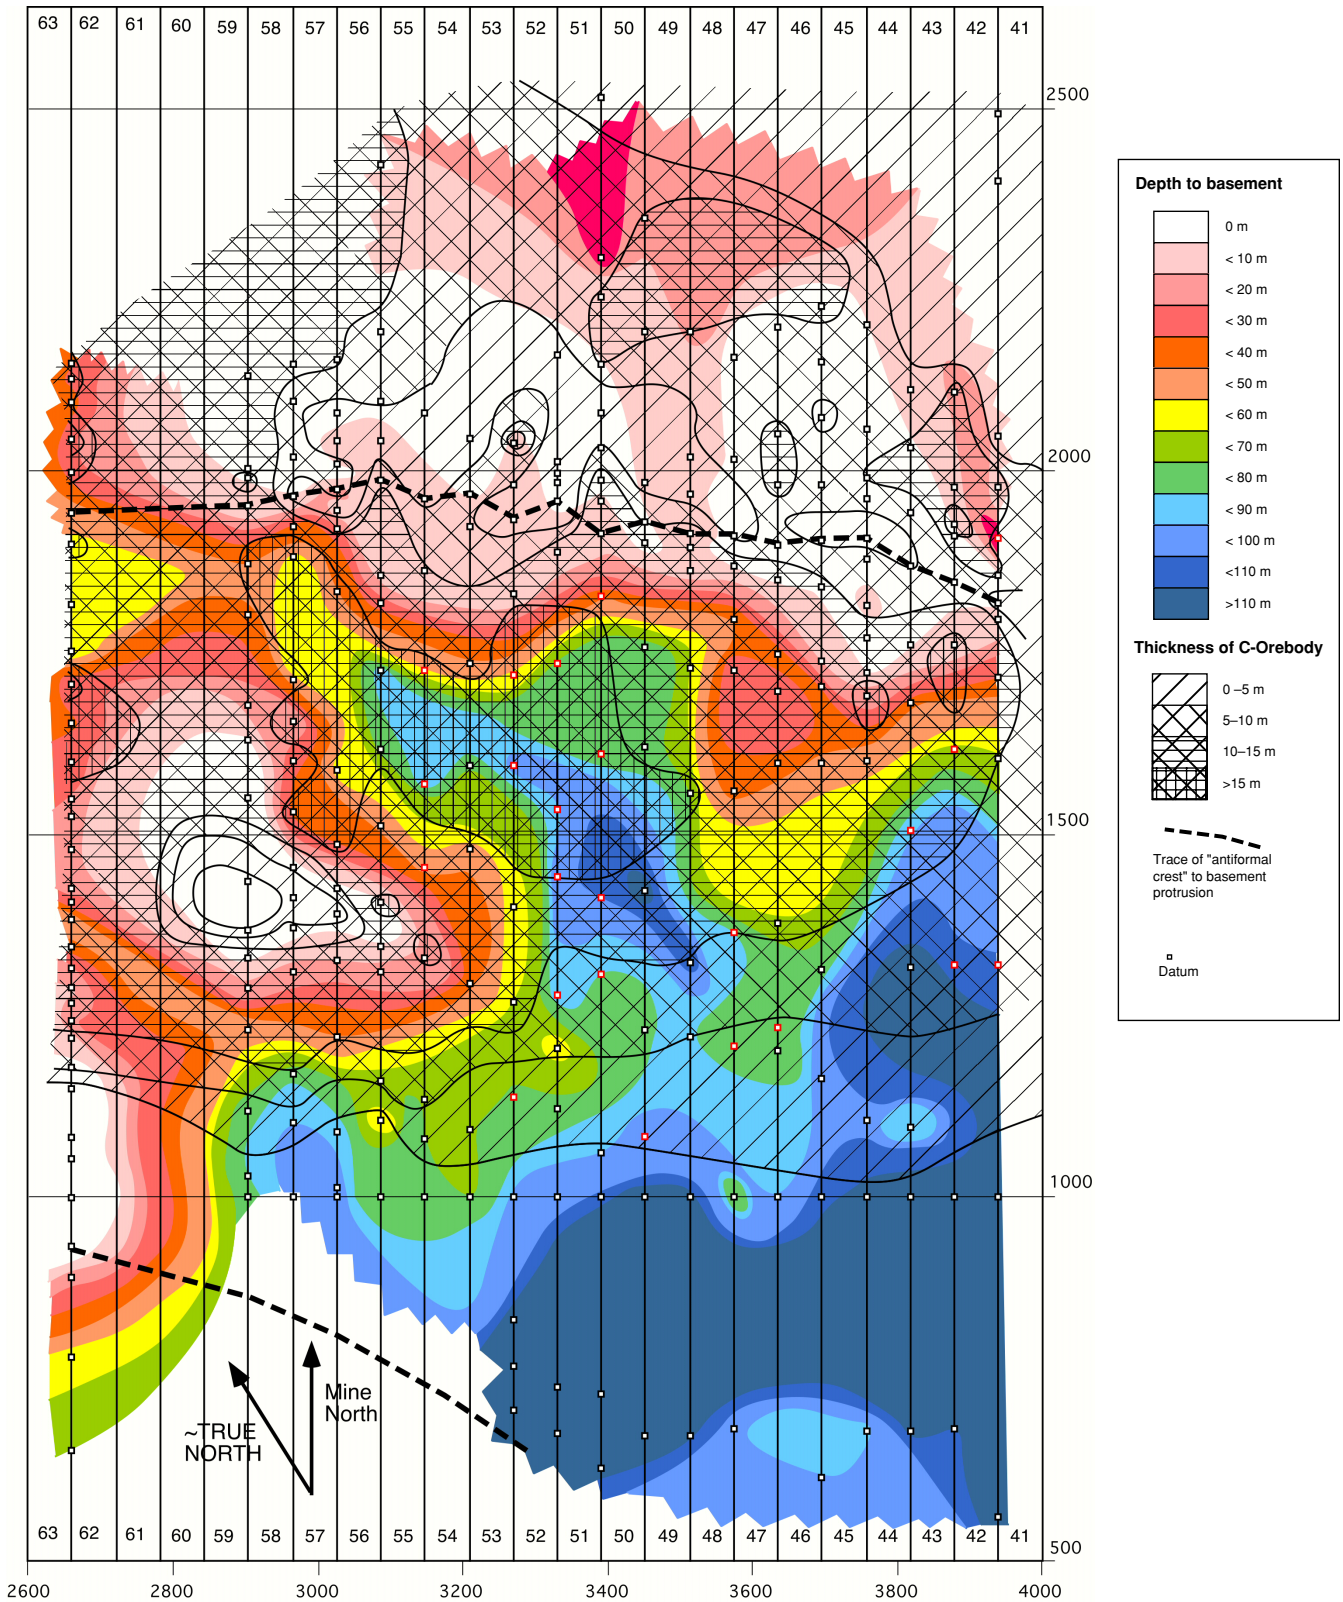 63 62 61 60 59 58 57 56 55 54 53 52 51 50 49 48 47 46 45 44 43 42 41
2500
2000
1500
1000
500
Mine
North
~TRUE
NORTH
63 62 61 60 59 58 57 56 55 54 53 52 51 50 49 48 47 46 45 44 43 42 41
2600 2800 3000 3200 3400 3600 3800 4000
Depth to basement
0 m
< 10 m
< 20 m
< 30 m
< 40 m
< 50 m
< 60 m
< 70 m
< 80 m
< 90 m
< 100 m
<110 m
>110 m
Thickness of C-Orebody
0 –5 m
5–10 m
10–15 m
>15 m
Trace of "antiformal
crest" to basement
protrusion
Datum